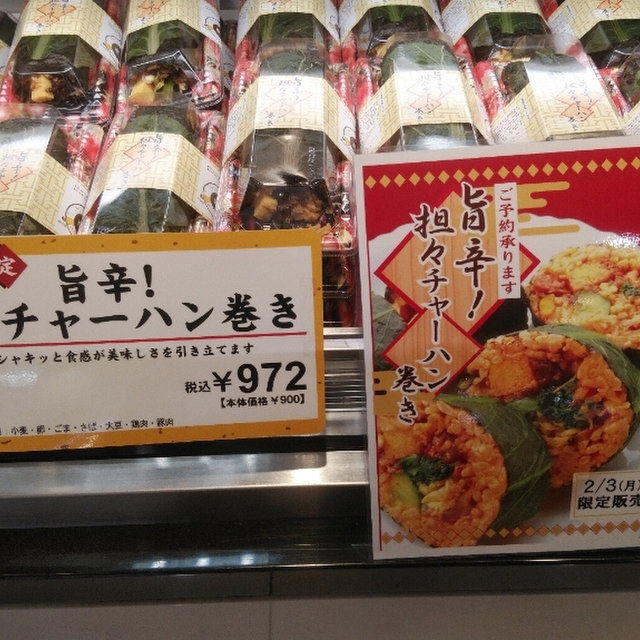 定
旨辛!
チャーハン巻き
シャキッと食感が美味しさを引き立てます
税込¥972
【本体価格¥900】
小麦・卵・ごま・さば・大豆・鶏肉・豚肉
ご予約承ります
旨辛!
担々チャーハン
巻き
2/3(月)
限定販売